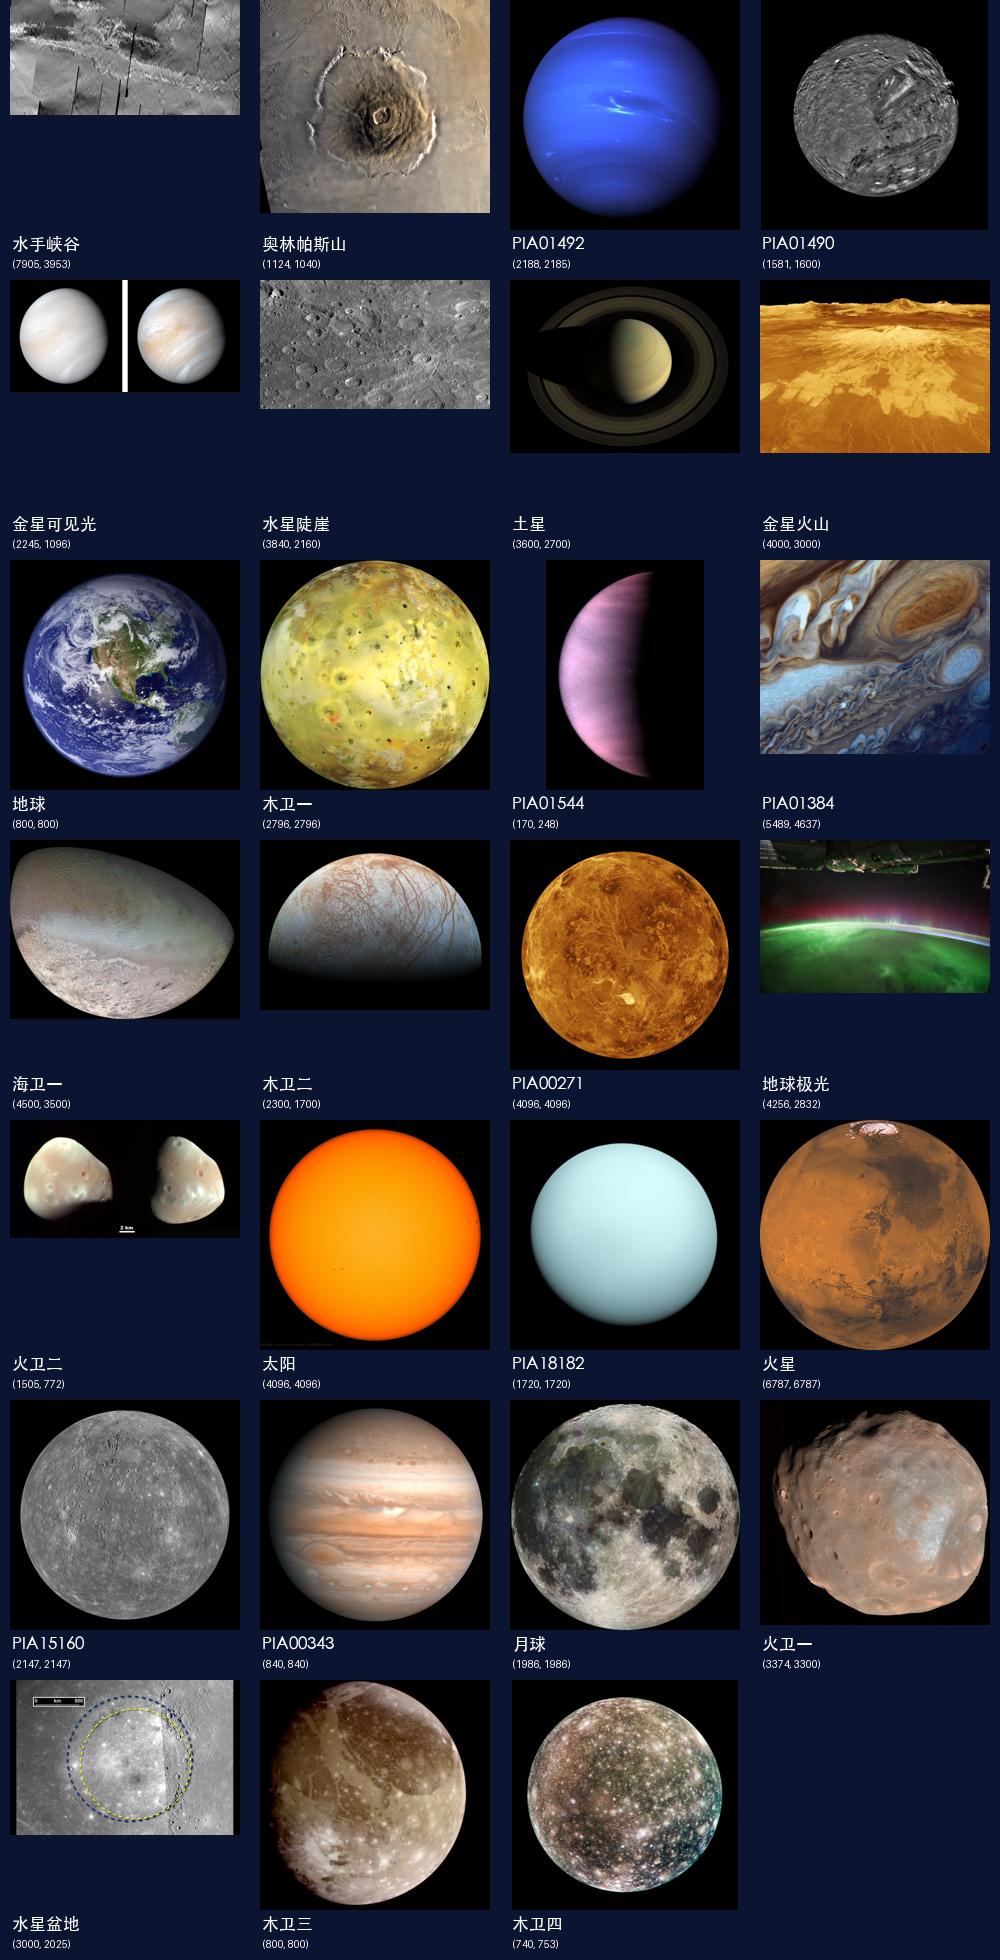 水手峡谷
(7905, 3953)
奥林帕斯山
(1124, 1040)
PIA01492
(2188, 2185)
PIA01490
(1581, 1600)
金星可见光
(2245, 1096)
水星陡崖
(3840, 2160)
土星
(3600, 2700)
金星火山
(4000, 3000)
地球
(800, 800)
木卫一
(2796, 2796)
PIA01544
(170, 248)
PIA01384
(5489, 4637)
海卫一
(4500, 3500)
木卫二
(2300, 1700)
PIA00271
(4096, 4096)
地球极光
(4256, 2832)
2 km
火卫二
(1505, 772)
太阳
(4096, 4096)
PIA18182
(1720, 1720)
火星
(6787, 6787)
PIA15160
(2147, 2147)
PIA00343
(840, 840)
月球
(1986, 1986)
火卫一
(3374, 3300)
0 km 500
水星盆地
(3000, 2025)
木卫三
(800, 800)
木卫四
(740, 753)